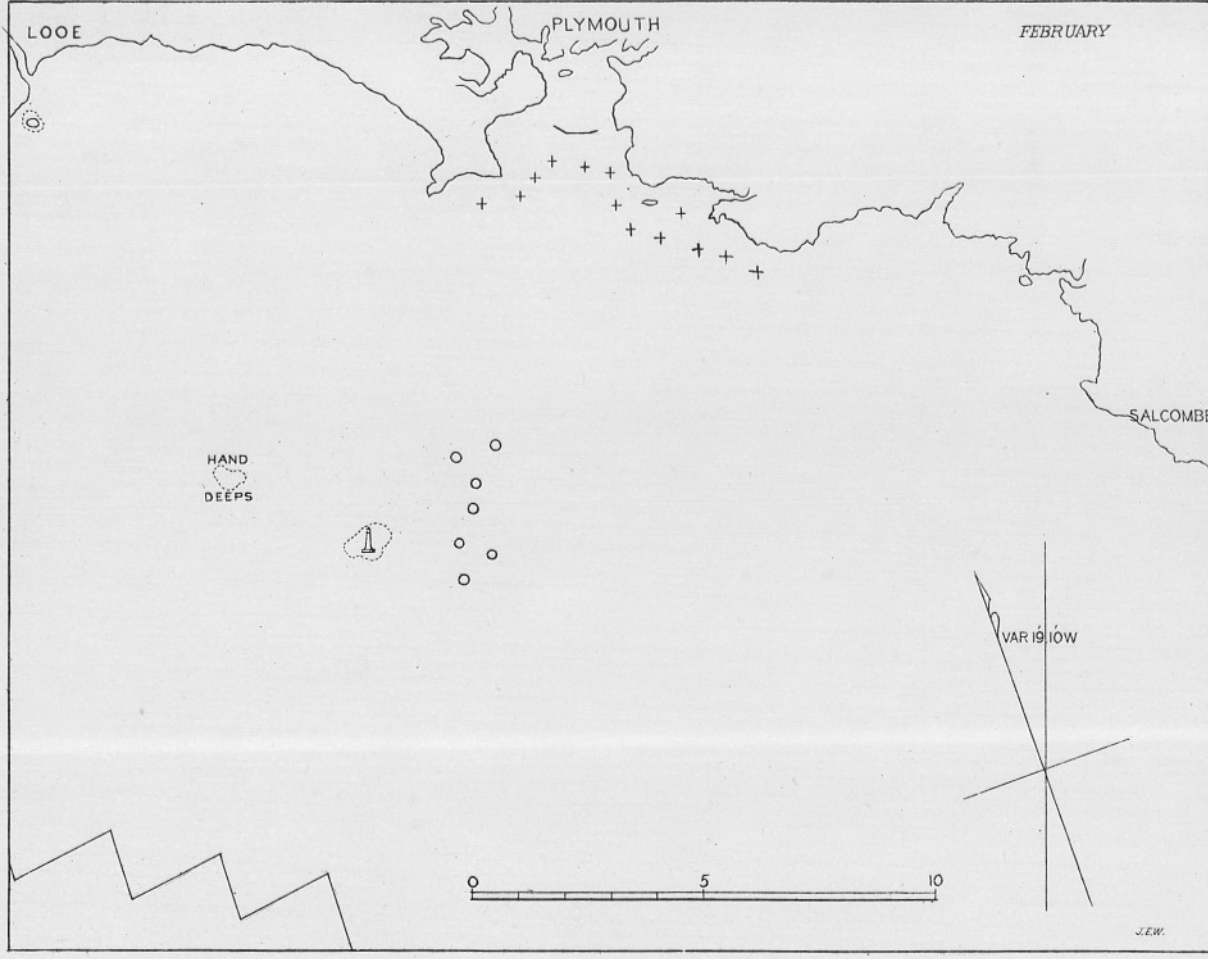 LOOE
PLYMOUTH
FEBRUARY
SALCOMBE
HAND
DEEPS
VAR 19.10W
0
5
10
J.E.W.